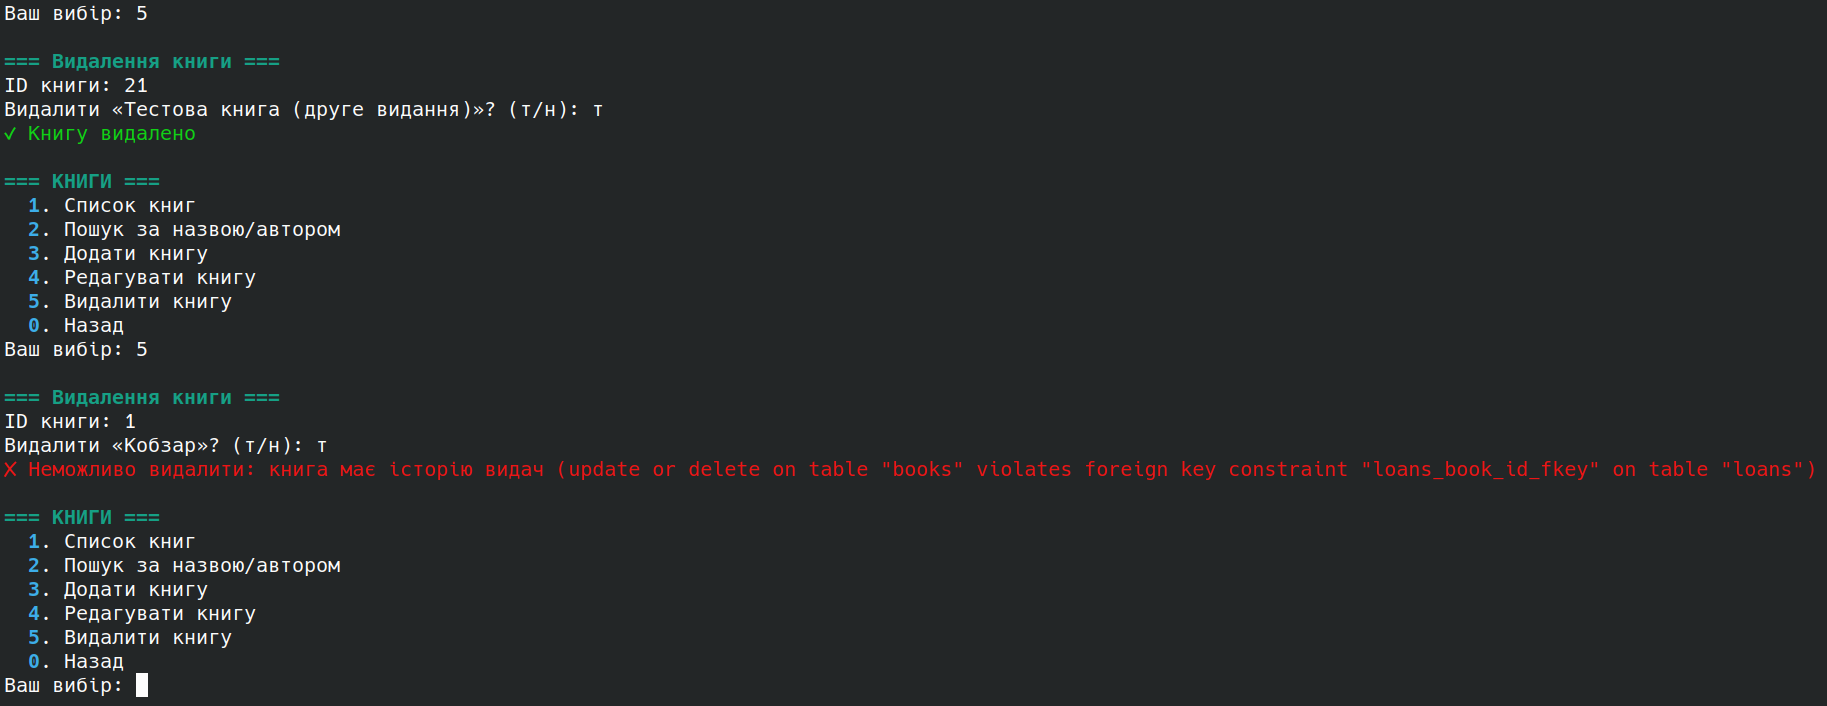 Ваш вибір: 5
=== Видалення книги ===
ID книги: 21
Видалити «Тестова книга (друге видання)»? (т/н): т
✓ Книгу видалено
=== КНИГИ ===
1. Список книг
2. Пошук за назвою/автором
3. Додати книгу
4. Редагувати книгу
5. Видалити книгу
0. Назад
Ваш вибір: 5
=== Видалення книги ===
ID книги: 1
Видалити «Кобзар»? (т/н): т
✗ Неможливо видалити: книга має історію видач (update or delete on table "books" violates foreign key constraint "loans_book_id_fkey" on table "loans")
=== КНИГИ ===
1. Список книг
2. Пошук за назвою/автором
3. Додати книгу
4. Редагувати книгу
5. Видалити книгу
0. Назад
Ваш вибір: